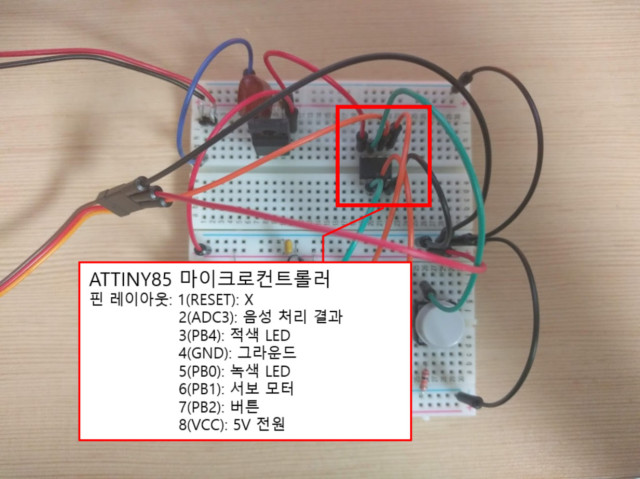 ATTINY85 마이크로컨트롤러
핀 레이아웃: 1(RESET): X
2(ADC3): 음성 처리 결과
3(PB4): 적색 LED
4(GND): 그라운드
5(PB0): 녹색 LED
6(PB1): 서보 모터
7(PB2): 버튼
8(VCC): 5V 전원